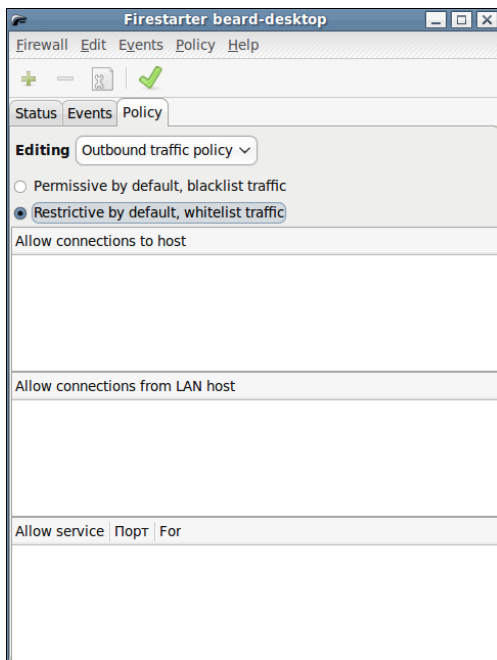 Firestarter beard-desktop
Firewall Edit Events Policy Help
Status Events Policy
Editing Outbound traffic policy
Permissive by default, blacklist traffic
Restrictive by default, whitelist traffic
Allow connections to host
Allow connections from LAN host
Allow service Порт For